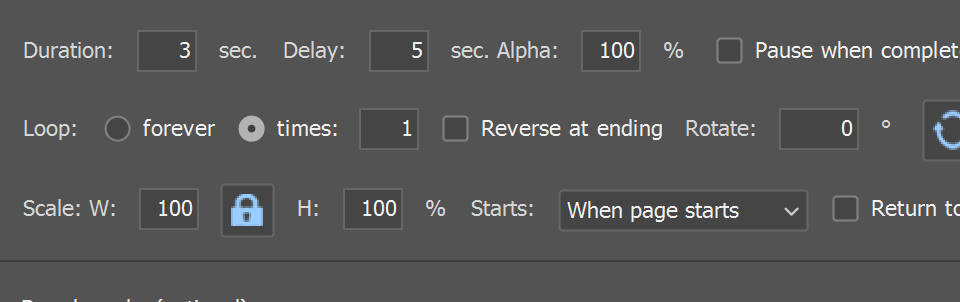 Duration: 3 sec. Delay: 5 sec. Alpha: 100 % Pause when complet
Loop: forever times: 1 Reverse at ending Rotate: 0 °
Scale: W: 100 H: 100 % Starts: When page starts Return to